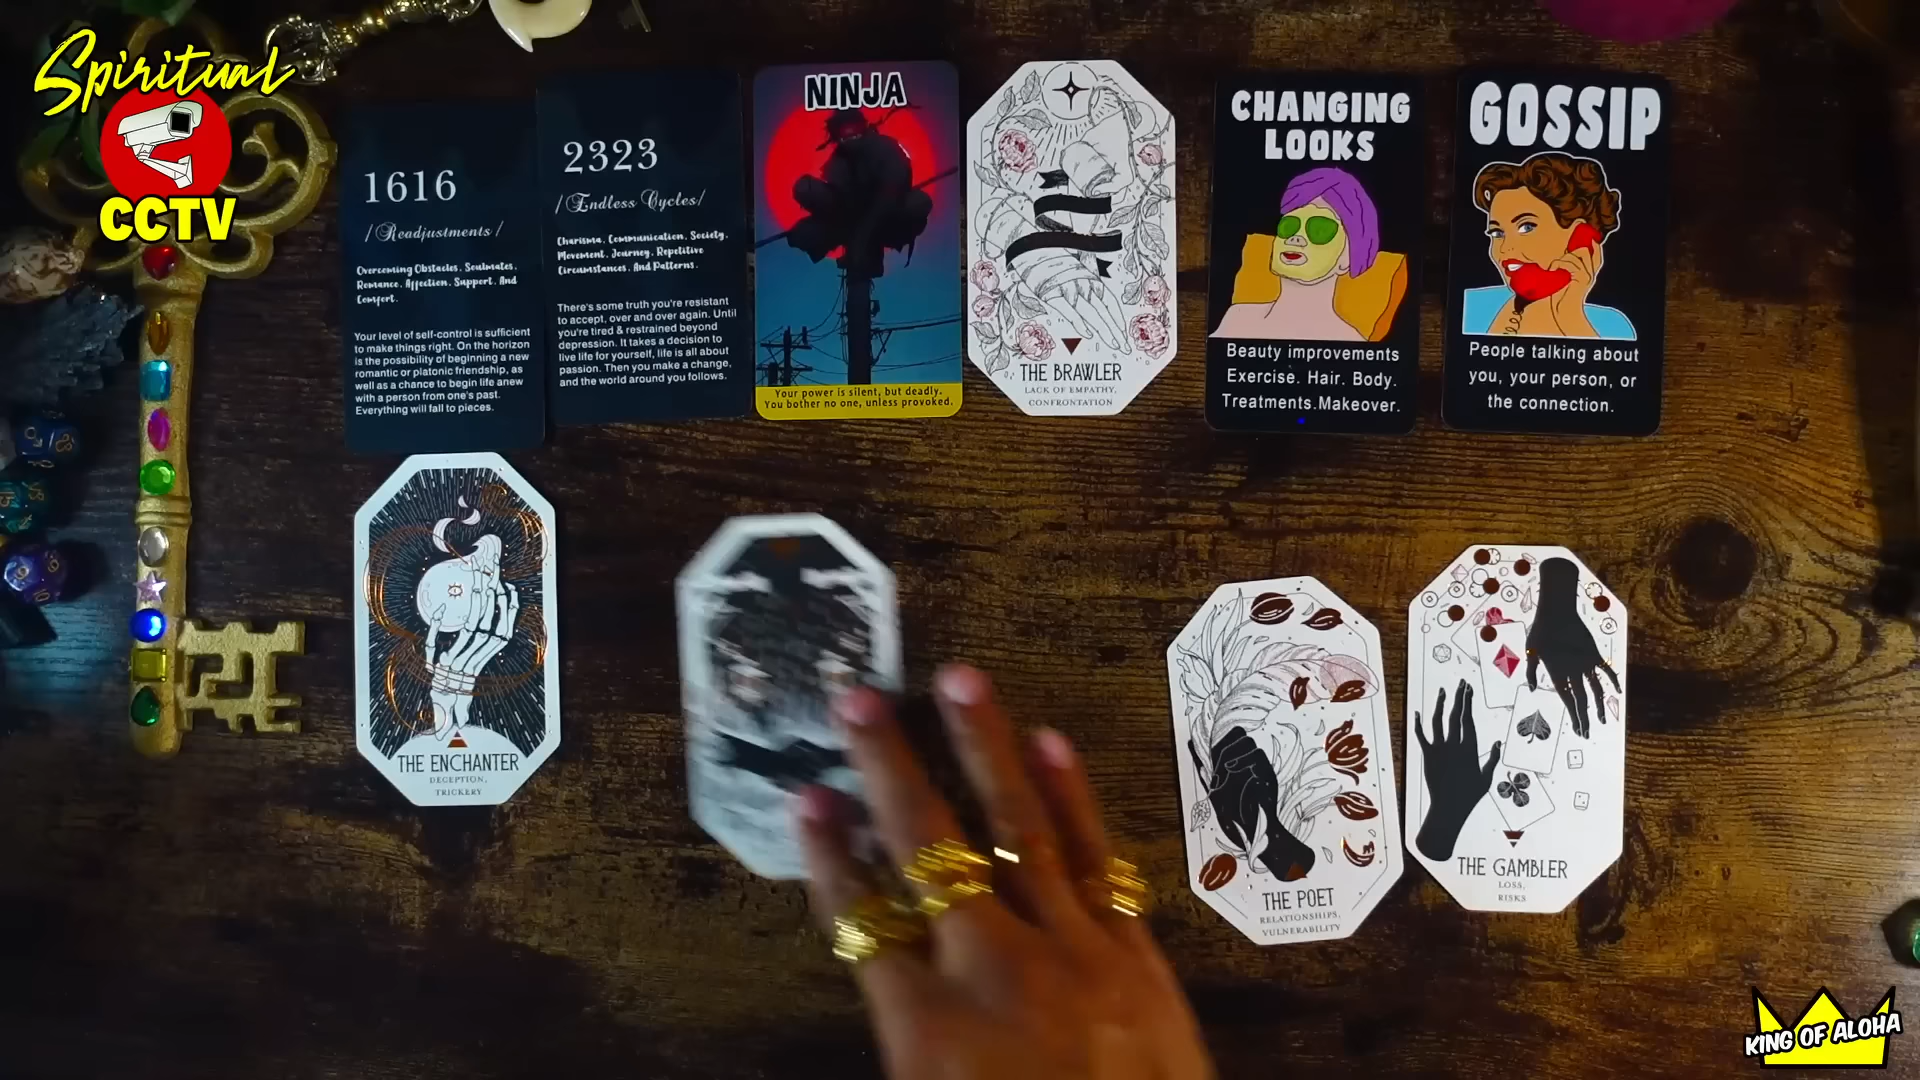 Spiritual
CCTV
1616
/Readjustments/
Overcoming Obstacles, Soulmates,
Romance, Affection, Support, And
Comfort.
Your level of self-control is sufficient
to make things right. On the horizon
is the possibility of beginning a new
romantic or platonic friendship, as
well as a chance to begin life anew
with a person from one's past.
Everything will fall to pieces.
2323
/Endless Cycles/
Charisma, Communication, Society,
Movement, Journey, Repetitive
Circumstances, And Patterns.
There's some truth you're resistant
to accept, over and over again. Until
you're tired & restrained beyond
depression. It takes a decision to
live life for yourself, life is all about
passion. Then you make a change,
and the world around you follows.
NINJA
Your power is silent, but deadly.
You bother no one, unless provoked.
THE BRAWLER
LACK OF EMPATHY,
CONFRONTATION
CHANGING
LOOKS
Beauty improvements
Exercise. Hair. Body.
Treatments.Makeover.
GOSSIP
People talking about
you, your person, or
the connection.
THE ENCHANTER
DECEPTION,
TRICKERY
THE POET
RELATIONSHIPS,
VULNERABILITY
THE GAMBLER
LOSS,
RISKS
KING OF ALOHA